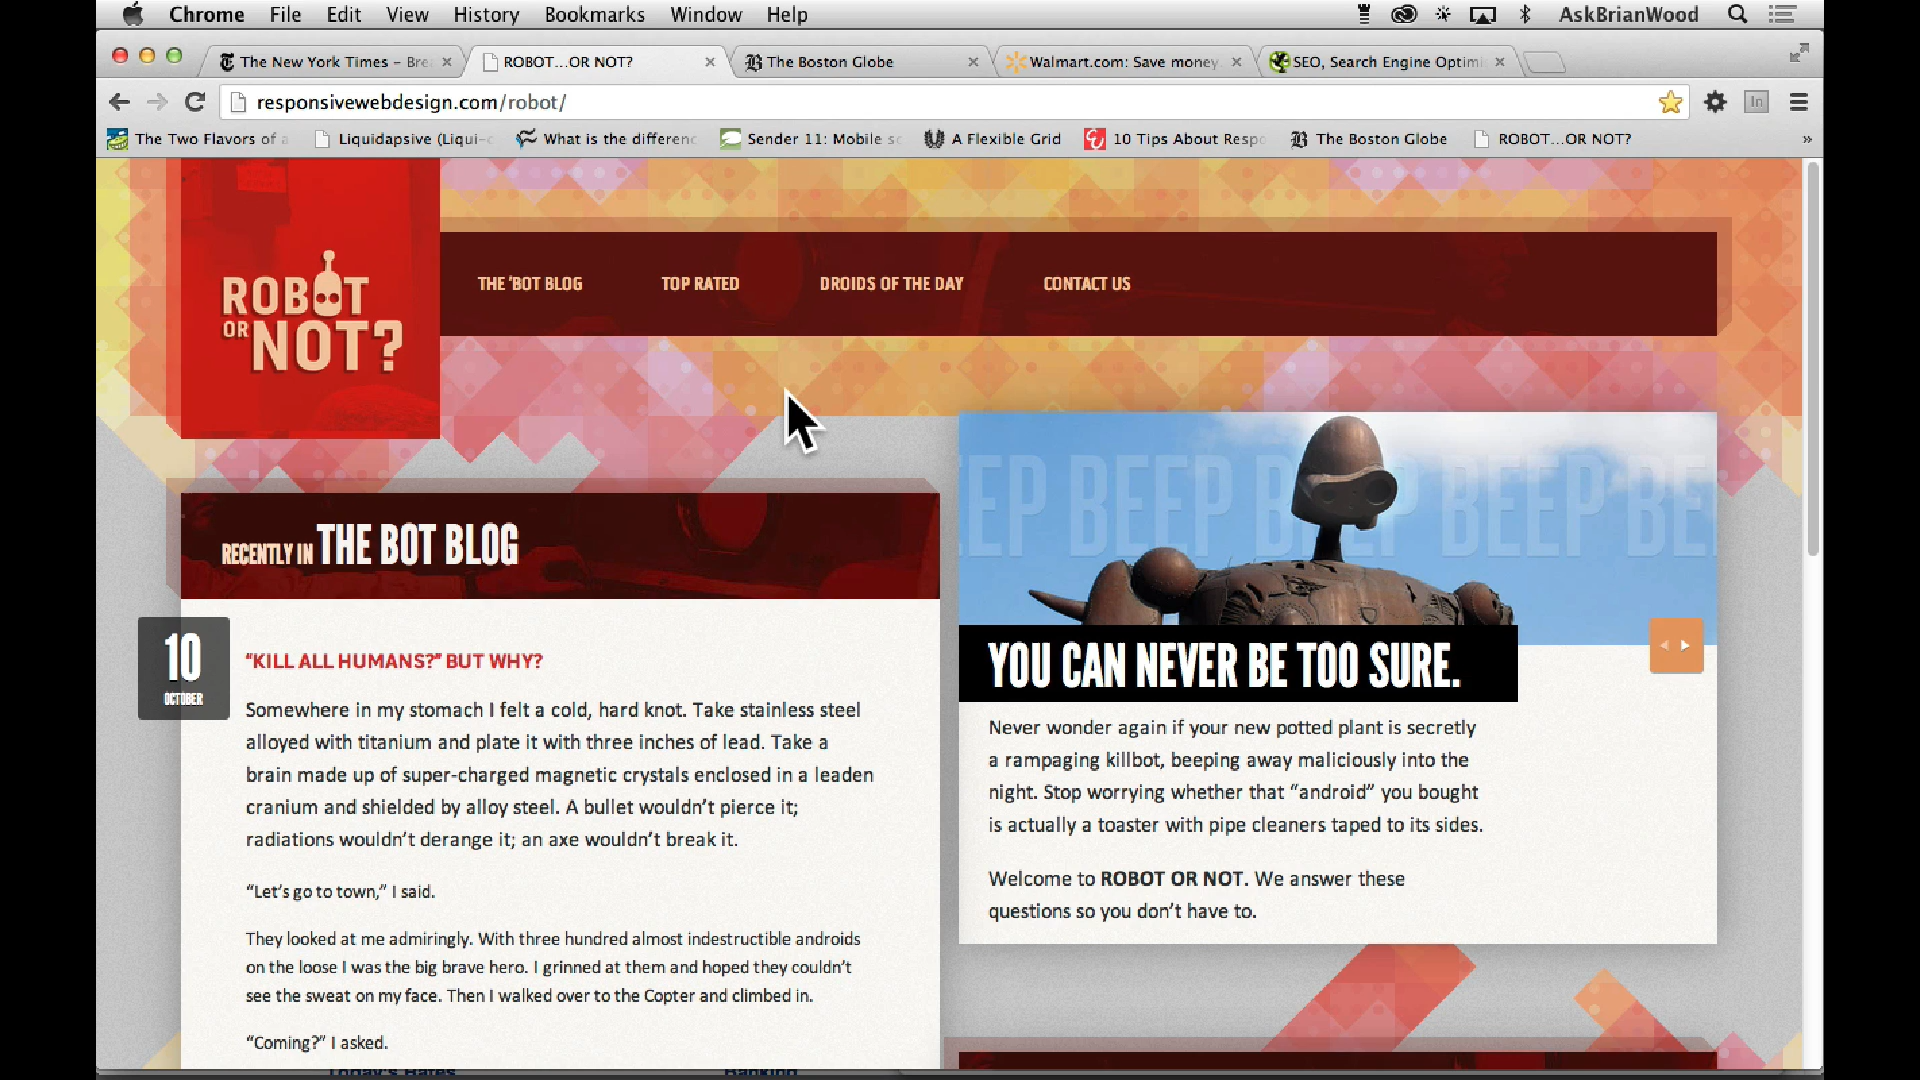 Chrome File Edit View History Bookmarks Window Help AskBrianWood
The New York Times – Bre
ROBOT...OR NOT?
The Boston Globe
Walmart.com: Save money
SEO, Search Engine Optimi
responsivewebdesign.com/robot/
The Two Flavors of a
Liquidapsive (Liqui-
What is the differenc
Sender 11: Mobile sc
A Flexible Grid
10 Tips About Respo
The Boston Globe
ROBOT...OR NOT?
ROBOT
OR NOT?
THE 'BOT BLOG
TOP RATED
DROIDS OF THE DAY
CONTACT US
RECENTLY IN THE BOT BLOG
10
OCTOBER
“KILL ALL HUMANS?” BUT WHY?
Somewhere in my stomach I felt a cold, hard knot. Take stainless steel
alloyed with titanium and plate it with three inches of lead. Take a
brain made up of super-charged magnetic crystals enclosed in a leaden
cranium and shielded by alloy steel. A bullet wouldn’t pierce it;
radiations wouldn’t derange it; an axe wouldn’t break it.
“Let’s go to town,” I said.
They looked at me admiringly. With three hundred almost indestructible androids
on the loose I was the big brave hero. I grinned at them and hoped they couldn’t
see the sweat on my face. Then I walked over to the Copter and climbed in.
“Coming?” I asked.
EEP BEEP BEEP BEEP BE
YOU CAN NEVER BE TOO SURE.
Never wonder again if your new potted plant is secretly
a rampaging killbot, beeping away maliciously into the
night. Stop worrying whether that “android” you bought
is actually a toaster with pipe cleaners taped to its sides.
Welcome to ROBOT OR NOT. We answer these
questions so you don’t have to.